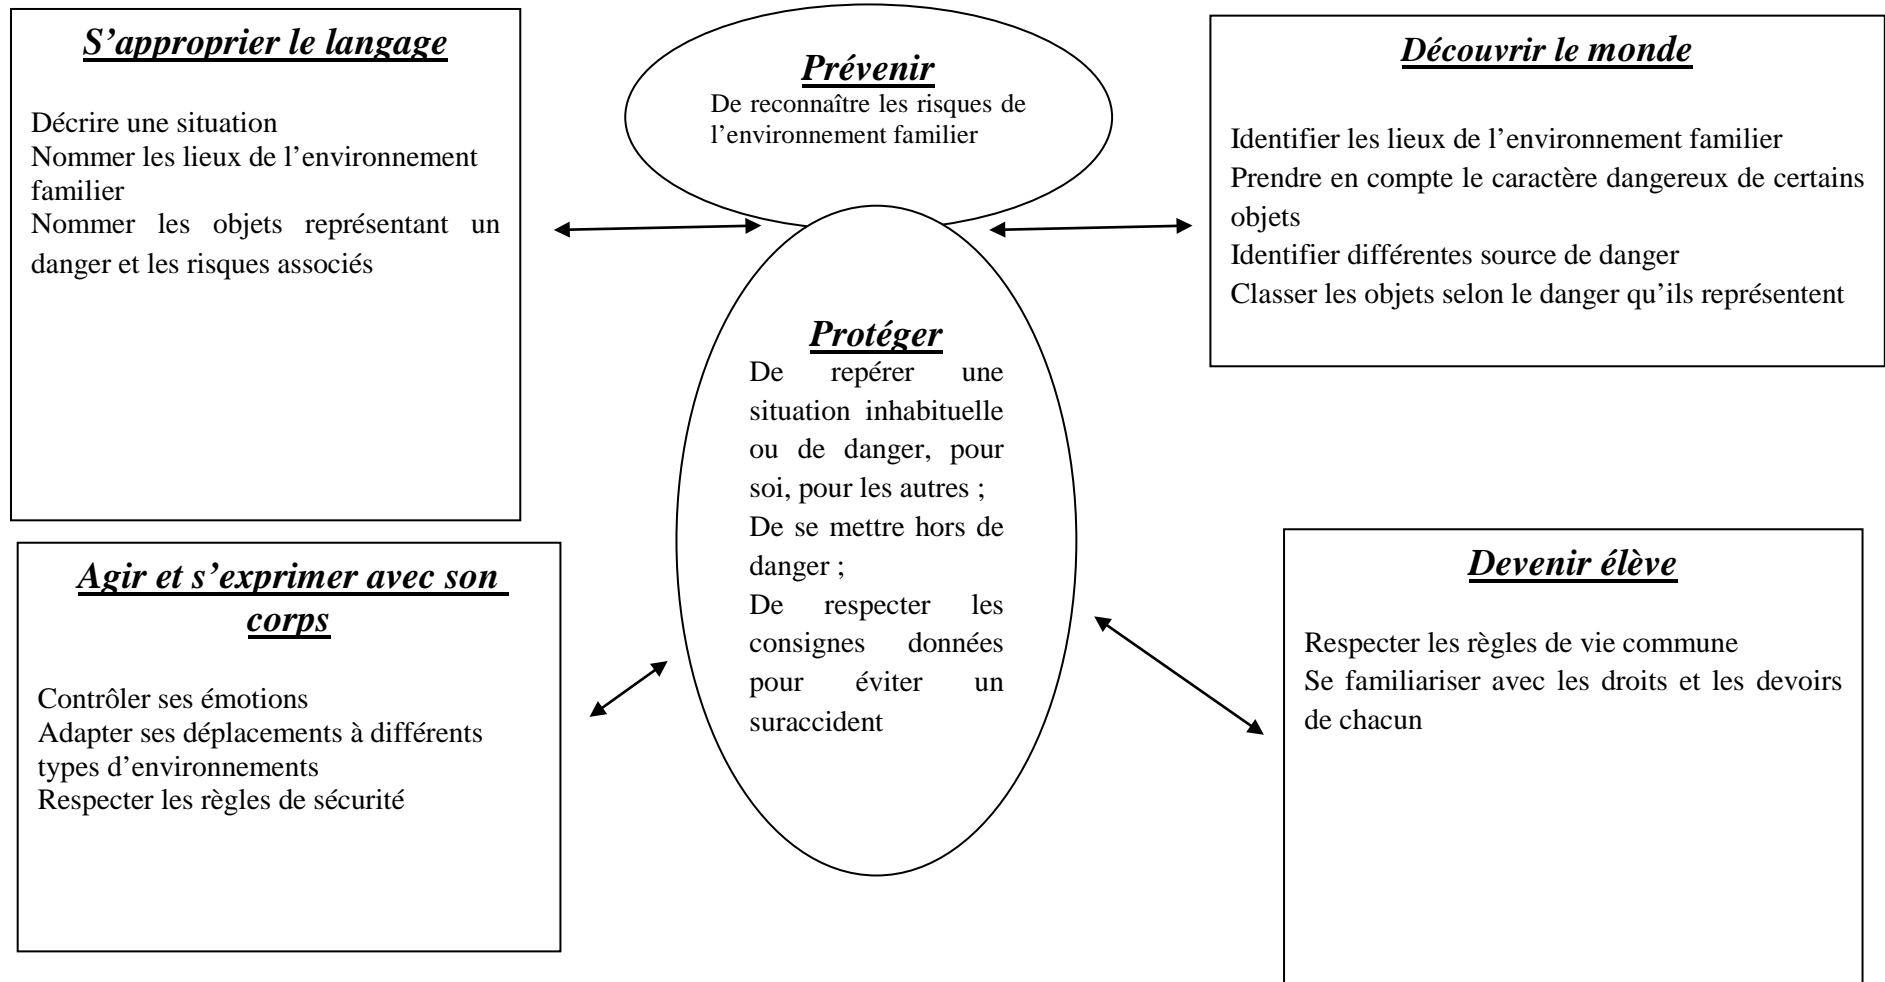 S’approprier le langage
Décrire une situation
Nommer les lieux de l’environnement
familier
Nommer les objets représentant un
danger et les risques associés
Prévenir
De reconnaître les risques de
l’environnement familier
Découvrir le monde
Identifier les lieux de l’environnement familier
Prendre en compte le caractère dangereux de certains
objets
Identifier différentes source de danger
Classer les objets selon le danger qu’ils représentent
Protéger
De repérer une
situation inhabituelle
ou de danger, pour
soi, pour les autres ;
De se mettre hors de
danger ;
De respecter les
consignes données
pour éviter un
suraccident
Agir et s’exprimer avec son
corps
Contrôler ses émotions
Adapter ses déplacements à différents
types d’environnements
Respecter les règles de sécurité
Devenir élève
Respecter les règles de vie commune
Se familiariser avec les droits et les devoirs
de chacun